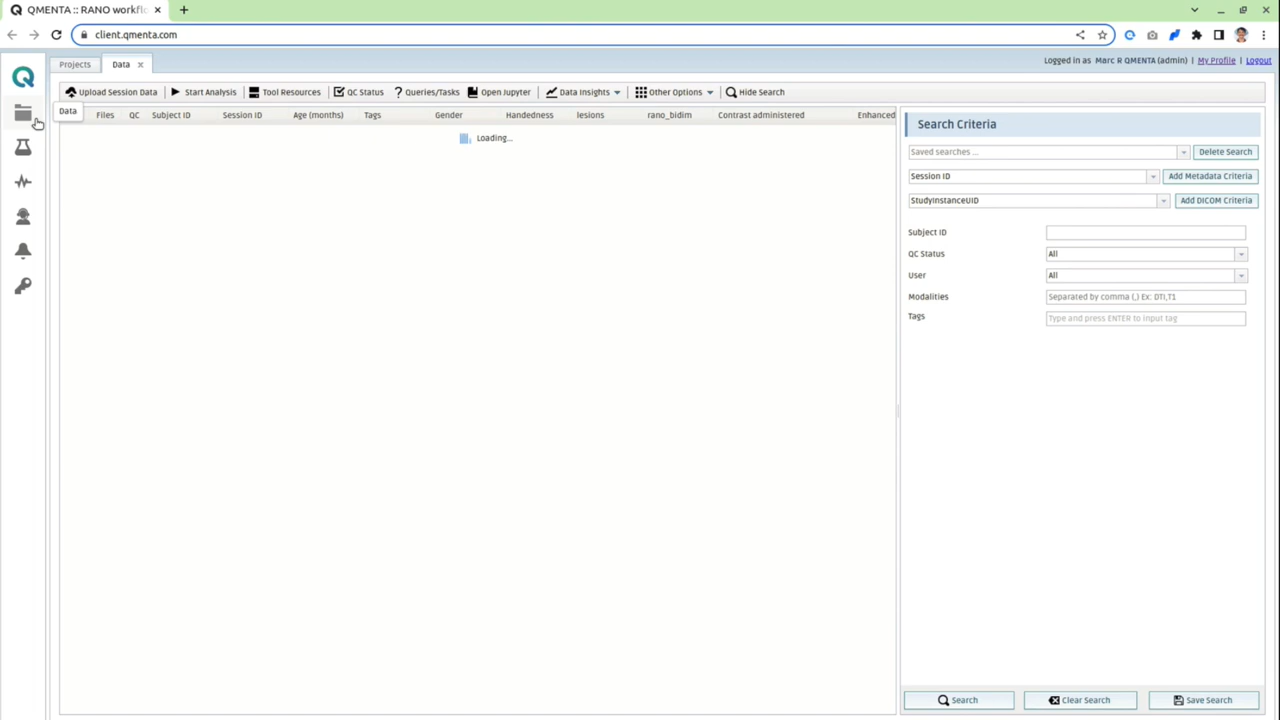 QMENTA :: RANO workfl
client.qmenta.com
Projects
Data
Logged in as Marc R QMENTA (admin) | My Profile | Logout
Upload Session Data
Start Analysis
Tool Resources
QC Status
Queries/Tasks
Open Jupyter
Data Insights
Other Options
Hide Search
Data
Files QC Subject ID Session ID Age (months) Tags Gender Handedness lesions rano_bidim Contrast administered Enhanced
Loading...
Search Criteria
Saved searches ...
Delete Search
Session ID
Add Metadata Criteria
StudyInstanceUID
Add DICOM Criteria
Subject ID
QC Status
All
User
All
Modalities
Separated by comma (,) Ex: DTI,T1
Tags
Type and press ENTER to input tag
Search
Clear Search
Save Search